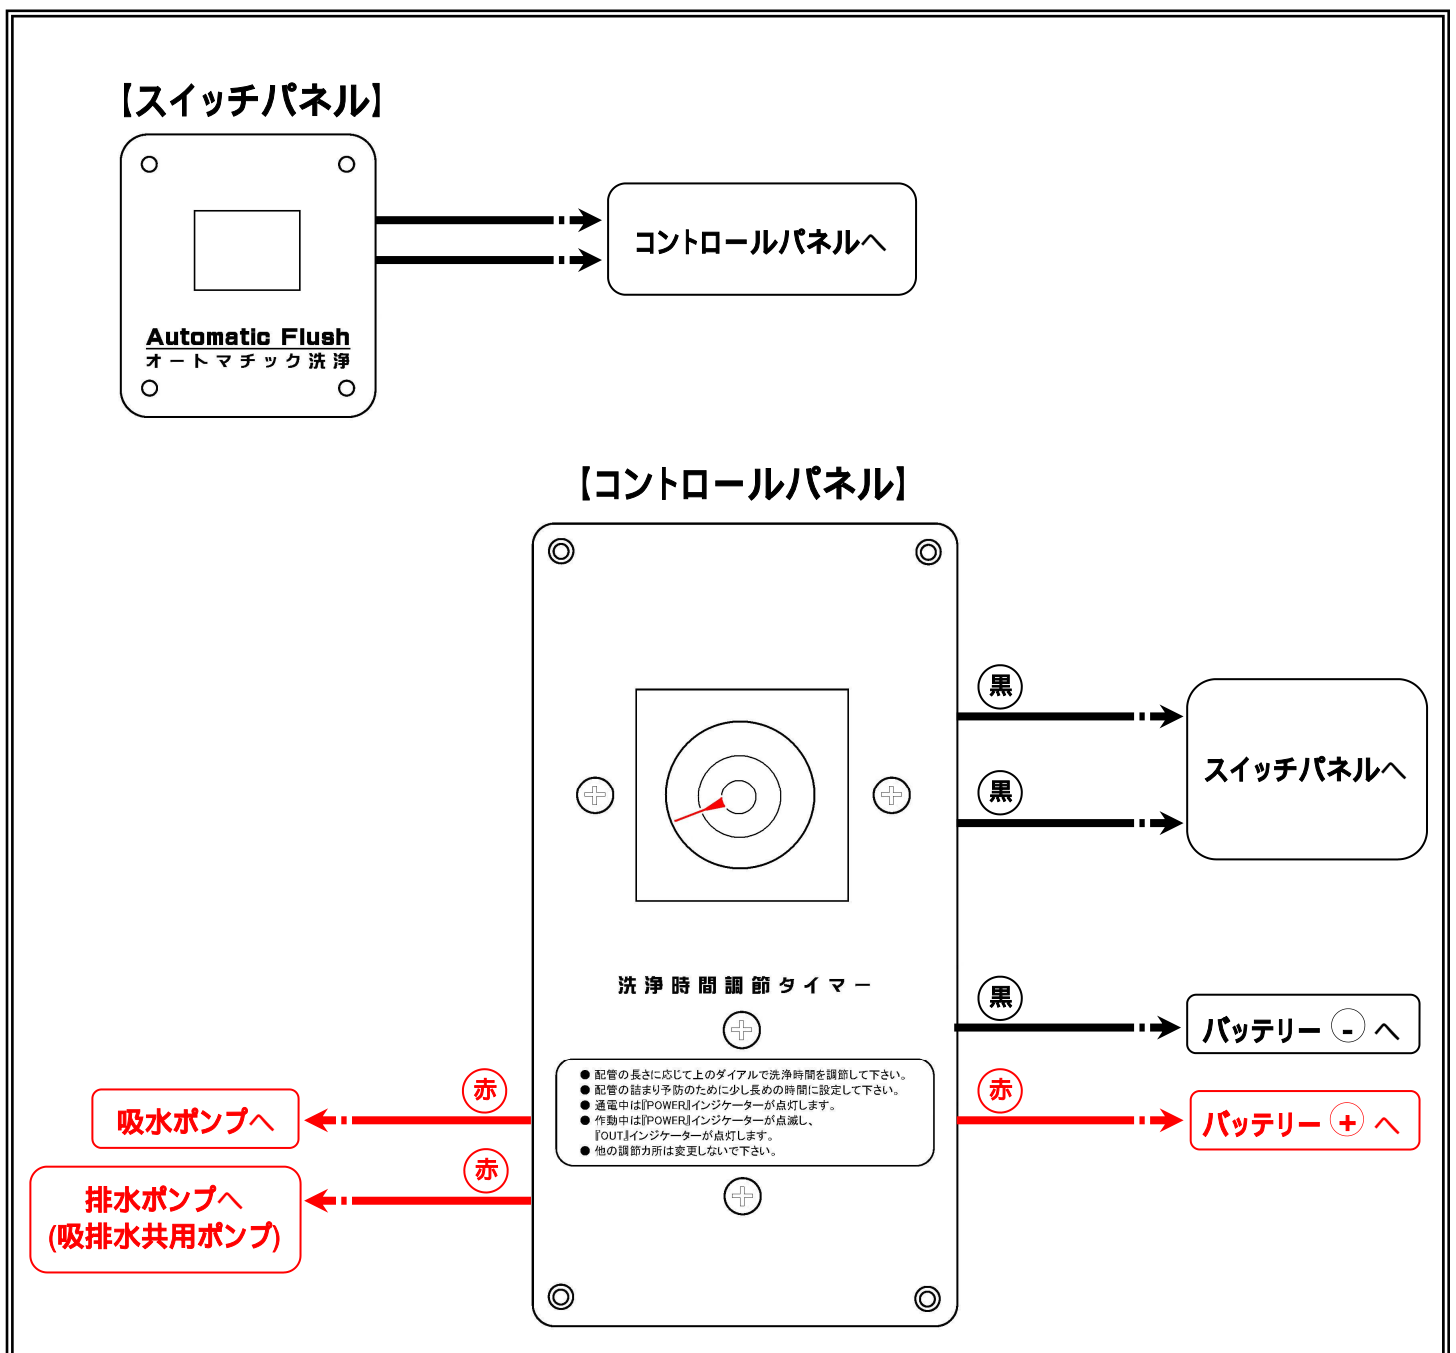 【スイッチパネル】
コントロールパネルへ
Automatic Flush
オートマチック洗浄
【コントロールパネル】
黒
黒
スイッチパネルへ
洗浄時間調節タイマー
黒
バッテリー - へ
● 配管の長さに応じて上のダイアルで洗浄時間を調節して下さい。
● 配管の詰まり予防のために少し長めの時間に設定して下さい。
● 通電中は『POWER』インジケーターが点灯します。
● 作動中は『POWER』インジケーターが点滅し、
『OUT』インジケーターが点灯します。
● 他の調節カ所は変更しないで下さい。
赤
吸水ポンプへ
赤
バッテリー + へ
赤
排水ポンプへ
(吸排水共用ポンプ)